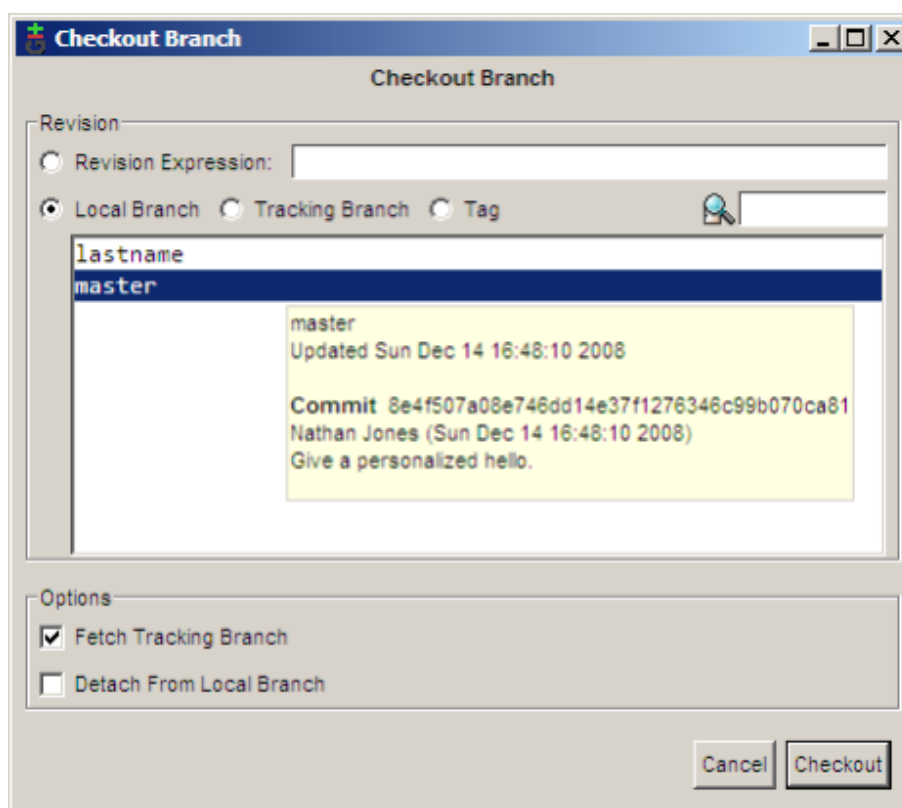 Checkout Branch
Checkout Branch
Revision
Revision Expression:
Local Branch Tracking Branch Tag
lastname
master
master
Updated Sun Dec 14 16:48:10 2008
Commit 8e4f507a08e746dd14e37f1276346c99b070ca81
Nathan Jones (Sun Dec 14 16:48:10 2008)
Give a personalized hello.
Options
Fetch Tracking Branch
Detach From Local Branch
Cancel Checkout